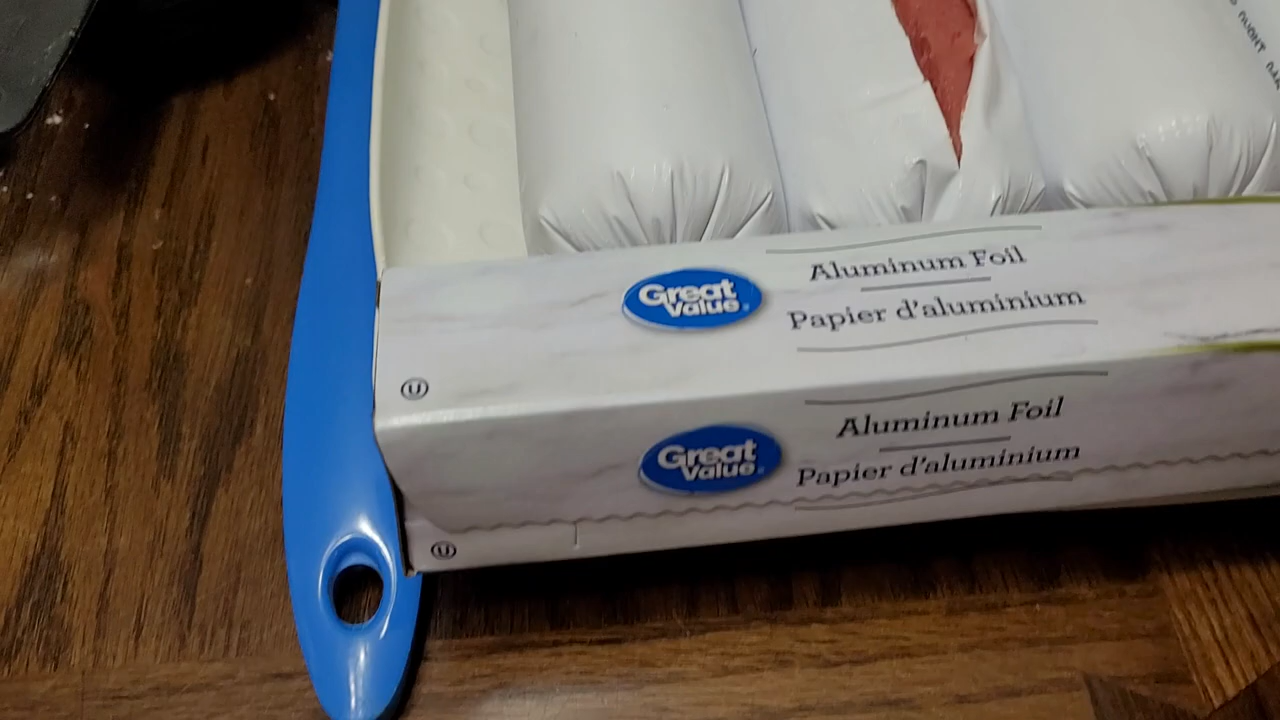 Great
Value
Aluminum Foil
Papier d'aluminium
U
Great
Value
Aluminum Foil
Papier d'aluminium
U